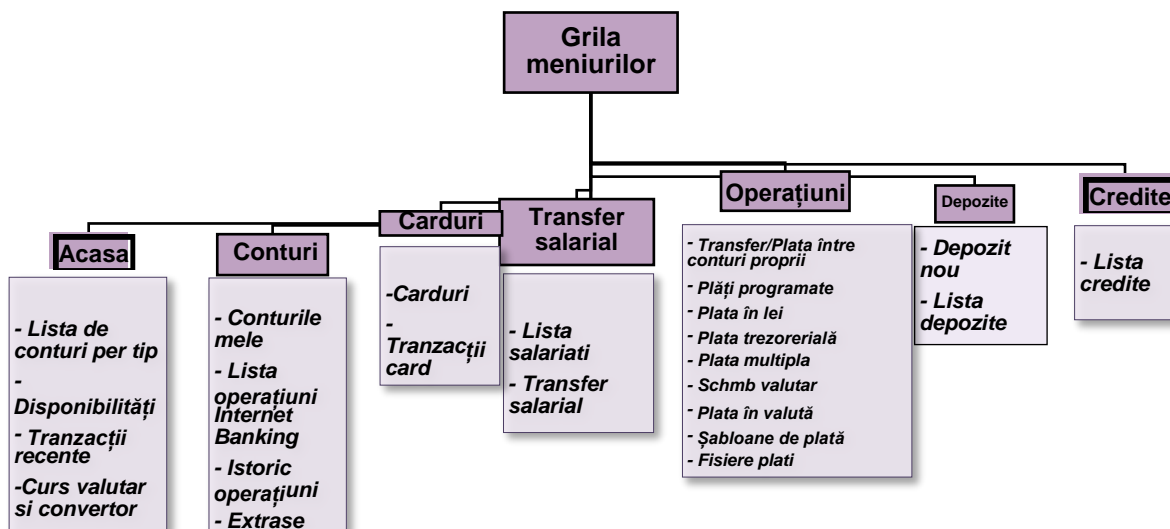 Grila
meniurilor
Acasa
- Lista de
conturi per tip
-
Disponibilități
- Tranzacții
recente
-Curs valutar
si convertor
Conturi
- Conturile
mele
- Lista
operațiuni
Internet
Banking
- Istoric
operațiuni
- Extrase
Carduri
-Carduri
-
Tranzacții
card
Transfer
salarial
- Lista
salariati
- Transfer
salarial
Operațiuni
- Transfer/Plata între
conturi proprii
- Plăți programate
- Plata în lei
- Plata trezorerială
- Plata multipla
- Schmb valutar
- Plata în valută
- Șabloane de plată
- Fisiere plati
Depozite
- Depozit
nou
- Lista
depozite
Credite
- Lista
credite